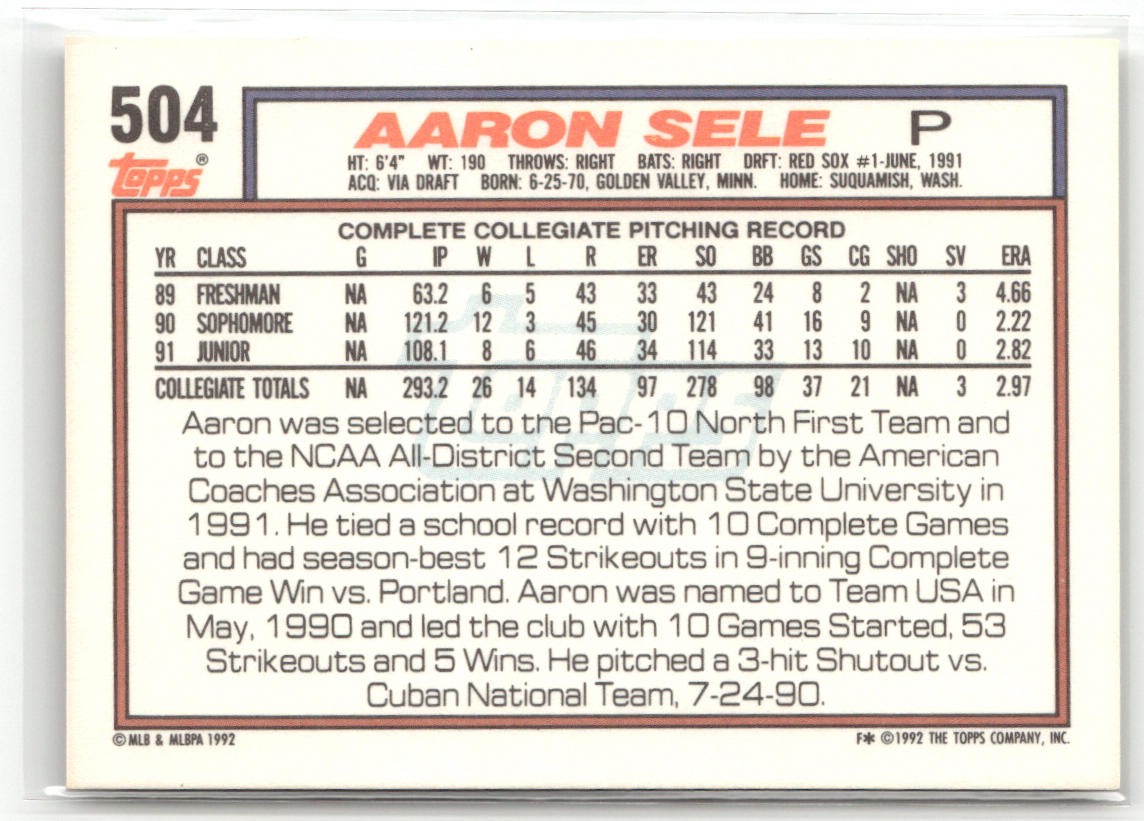 504
AARON SELE P
Topps®
HT: 6'4" WT: 190 THROWS: RIGHT BATS: RIGHT DRFT: RED SOX #1-JUNE, 1991
ACQ: VIA DRAFT BORN: 6-25-70, GOLDEN VALLEY, MINN. HOME: SUQUAMISH, WASH.
COMPLETE COLLEGIATE PITCHING RECORD
YR CLASS G IP W L R ER SO BB GS CG SHO SV ERA
89 FRESHMAN NA 63.2 6 5 43 33 43 24 8 2 NA 3 4.66
90 SOPHOMORE NA 121.2 12 3 45 30 121 41 16 9 NA 0 2.22
91 JUNIOR NA 108.1 8 6 46 34 114 33 13 10 NA 0 2.82
COLLEGIATE TOTALS NA 293.2 26 14 134 97 278 98 37 21 NA 3 2.97
Aaron was selected to the Pac-10 North First Team and
to the NCAA All-District Second Team by the American
Coaches Association at Washington State University in
1991. He tied a school record with 10 Complete Games
and had season-best 12 Strikeouts in 9-inning Complete
Game Win vs. Portland. Aaron was named to Team USA in
May, 1990 and led the club with 10 Games Started, 53
Strikeouts and 5 Wins. He pitched a 3-hit Shutout vs.
Cuban National Team, 7-24-90.
© MLB & MLBPA 1992
F* © 1992 THE TOPPS COMPANY, INC.